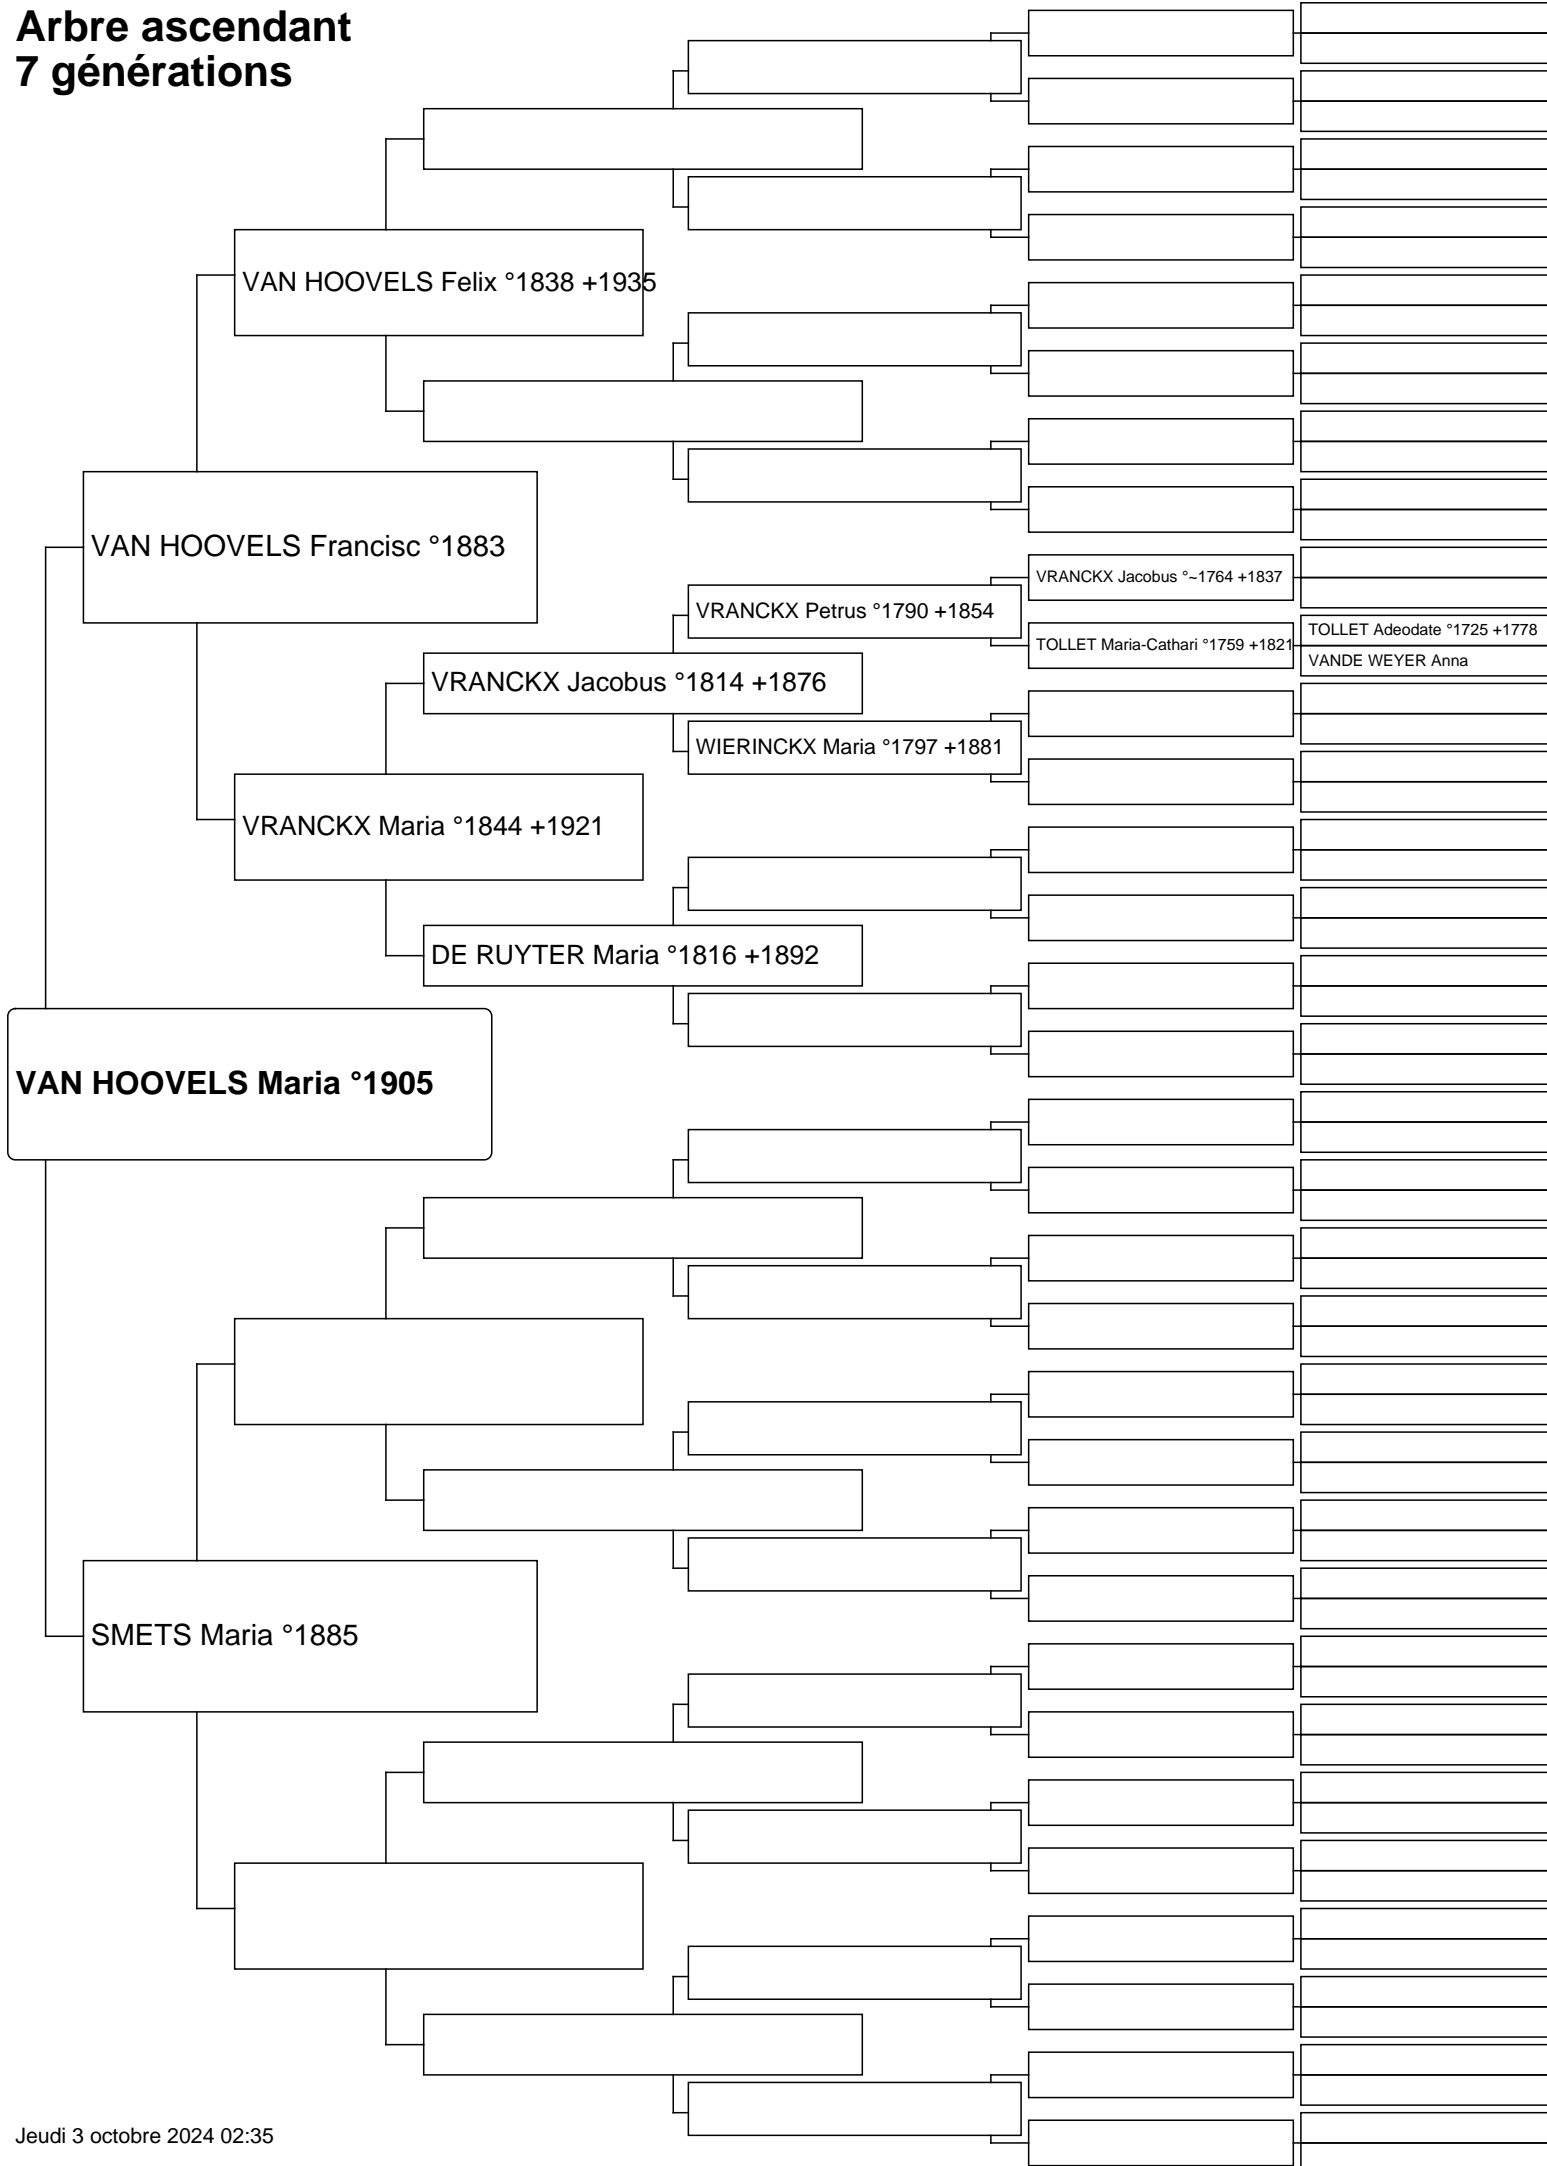 Arbre ascendant
7 générations
VAN HOOVELS Felix °1838 +1935
VAN HOOVELS Francisc °1883
VRANCKX Jacobus °~1764 +1837
VRANCKX Petrus °1790 +1854
TOLLET Adeodate °1725 +1778
TOLLET Maria-Cathari °1759 +1821
VANDE WEYER Anna
VRANCKX Jacobus °1814 +1876
WIERINCKX Maria °1797 +1881
VRANCKX Maria °1844 +1921
DE RUYTER Maria °1816 +1892
VAN HOOVELS Maria °1905
SMETS Maria °1885
Jeudi 3 octobre 2024 02:35